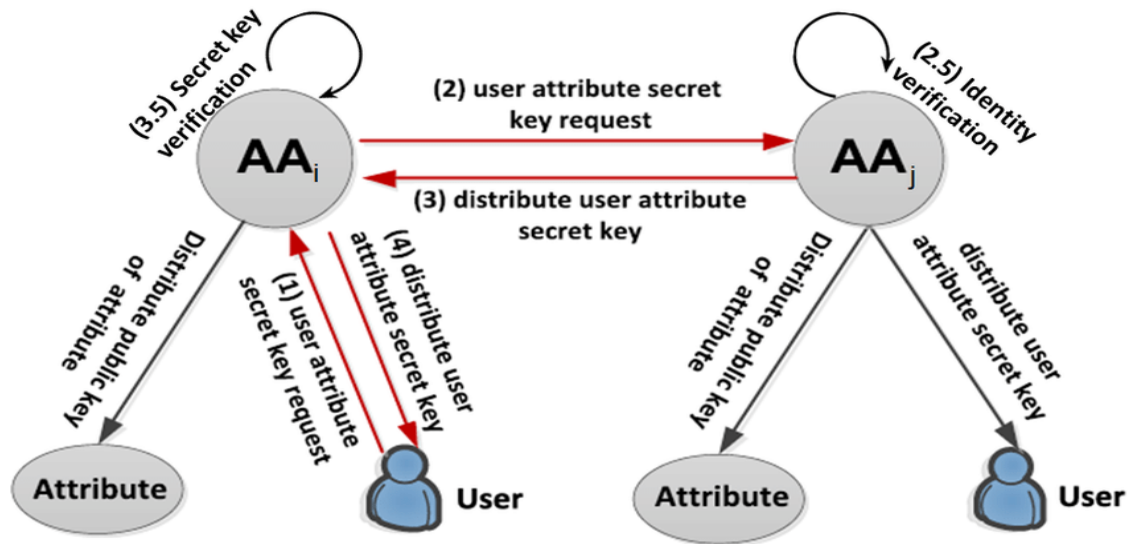 (3.5) Secret key
verification
(2) user attribute secret
key request
(2.5) Identity
verification
AAi
AAj
(3) distribute user attribute
secret key
Distribute public key
of attribute
(1) user attribute
secret key request
(4) distribute user
attribute secret key
Distribute public key
of attribute
distribute user
attribute secret key
Attribute
User
Attribute
User